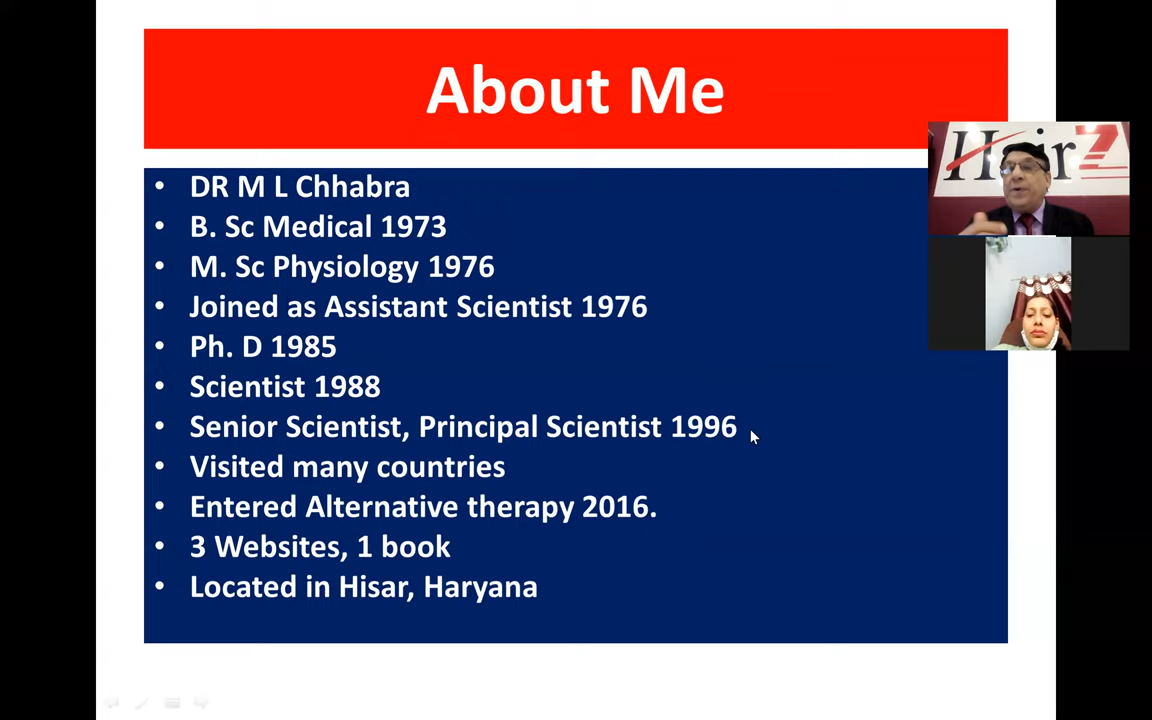 About Me
DR M L Chhabra
B. Sc Medical 1973
M. Sc Physiology 1976
Joined as Assistant Scientist 1976
Ph. D 1985
Scientist 1988
Senior Scientist, Principal Scientist 1996
Visited many countries
Entered Alternative therapy 2016.
3 Websites, 1 book
Located in Hisar, Haryana
HairZ